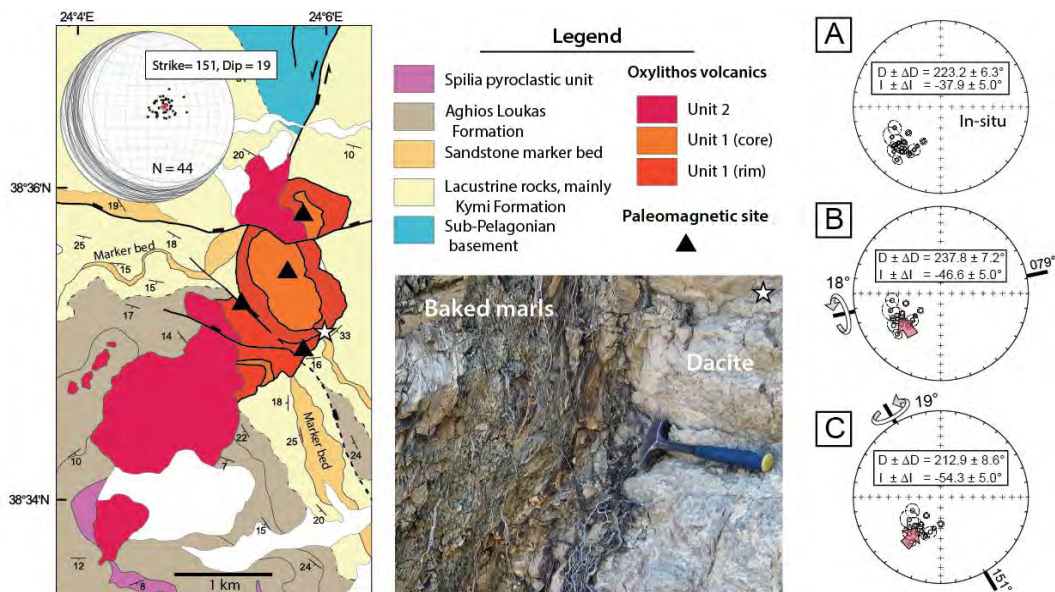 24°4'E
24°6'E
Strike= 151, Dip = 19
N = 44
38°36'N
38°34'N
20
10
19
25
18
Marker bed
15
15
17
14
33
16
18
25
Marker bed
24
22
10
7
20
15
12
24
8
1 km
Legend
Spilia pyroclastic unit
Aghios Loukas
Formation
Sandstone marker bed
Lacustrine rocks, mainly
Kymi Formation
Sub-Pelagonian
basement
Oxylithos volcanics
Unit 2
Unit 1 (core)
Unit 1 (rim)
Paleomagnetic site
Baked marls
Dacite
A
D ± ΔD = 223.2 ± 6.3°
I ± ΔI = -37.9 ± 5.0°
In-situ
B
D ± ΔD = 237.8 ± 7.2°
I ± ΔI = -46.6 ± 5.0°
079°
18°
C
19°
D ± ΔD = 212.9 ± 8.6°
I ± ΔI = -54.3 ± 5.0°
151°